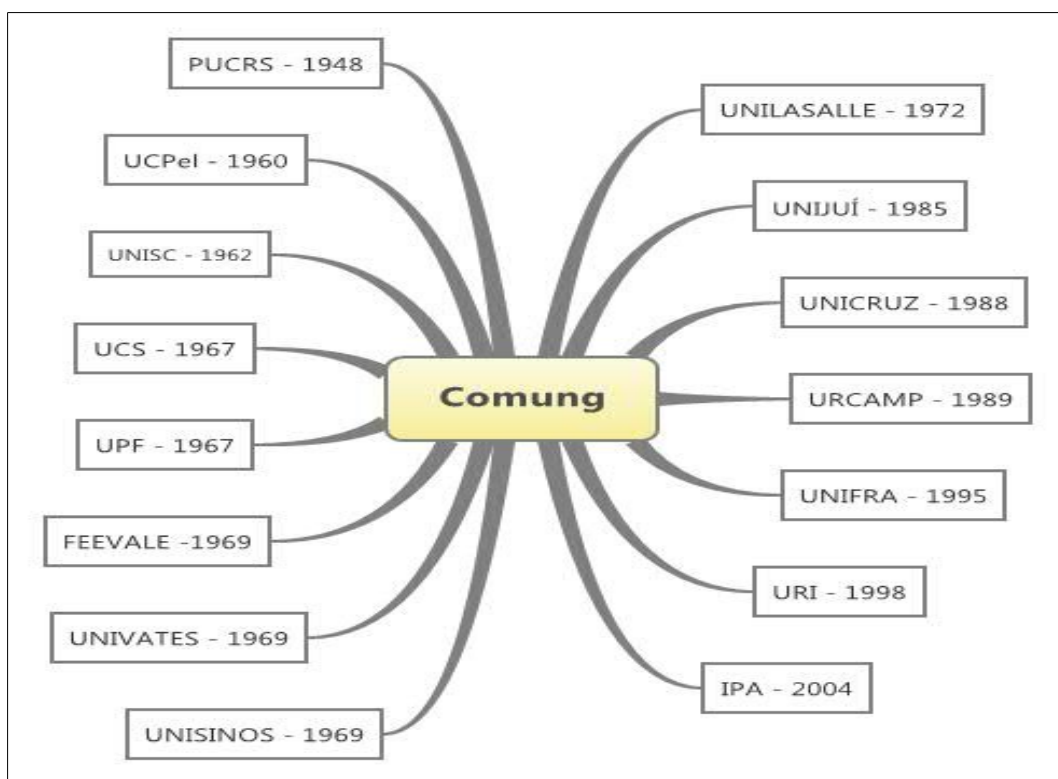 PUCRS - 1948
UCPel - 1960
UNISC - 1962
UCS - 1967
UPF - 1967
FEEVALE -1969
UNIVATES - 1969
UNISINOS - 1969
Comung
UNILASALLE - 1972
UNIJUÍ - 1985
UNICRUZ - 1988
URCAMP - 1989
UNIFRA - 1995
URI - 1998
IPA - 2004